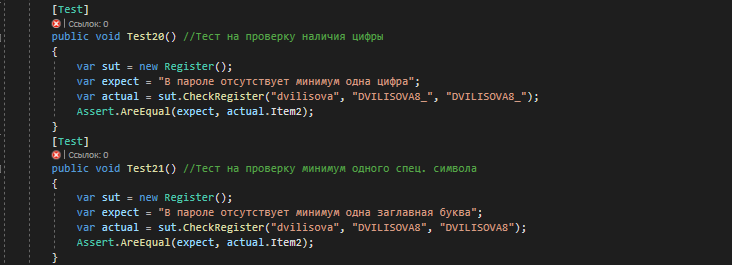 [Test]
Ссылок: 0
public void Test20() //Тест на проверку наличия цифры
{
var sut = new Register();
var expect = "В пароле отсутствует минимум одна цифра";
var actual = sut.CheckRegister("dvilisova", "DVILISOVA8_", "DVILISOVA8_");
Assert.AreEqual(expect, actual.Item2);
}
[Test]
Ссылок: 0
public void Test21() //Тест на проверку минимум одного спец. символа
{
var sut = new Register();
var expect = "В пароле отсутствует минимум одна заглавная буква";
var actual = sut.CheckRegister("dvilisova", "DVILISOVA8", "DVILISOVA8");
Assert.AreEqual(expect, actual.Item2);
}